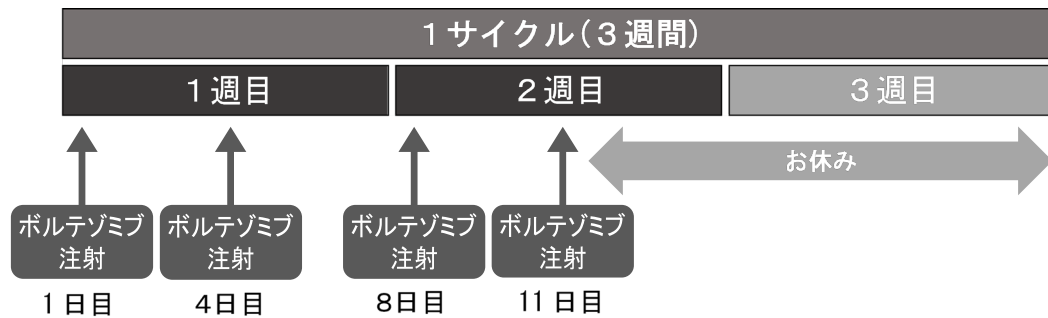 1サイクル(3週間)
1週目 2週目 3週目
お休み
ボルテゾミブ ボルテゾミブ ボルテゾミブ ボルテゾミブ
注射 注射 注射 注射
1日目 4日目 8日目 11日目